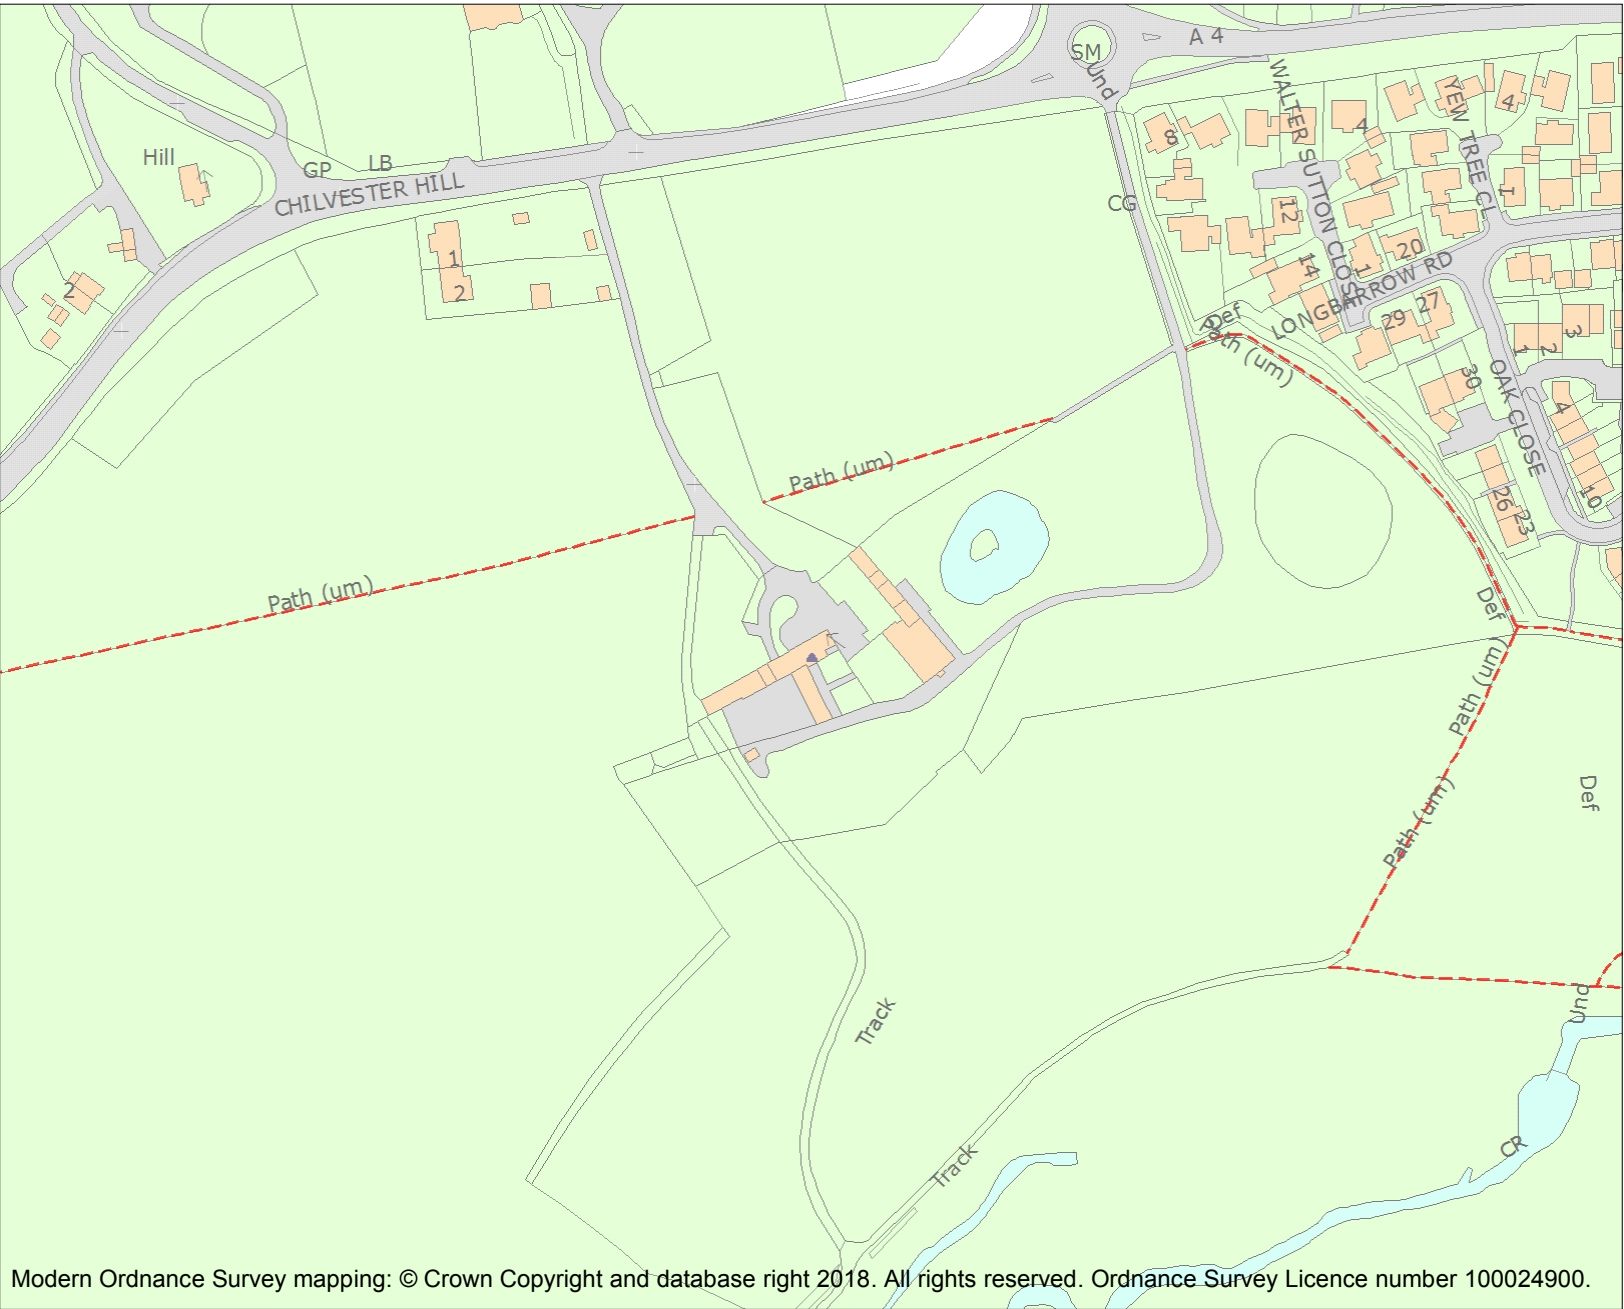 SM
A 4
Und
WALTER SUTTON CLOSE
YEW TREE CL
4
8
4
Hill
GP
LB
CHILVESTER HILL
CG
12
1
1
2
2
14
1
20
LONGBARROW RD
Def
Path (um)
29
27
1
2
3
30
OAK CLOSE
4
Path (um)
26
23
10
Path (um)
Def
Path (um)
Path (um)
Def
Track
Und
Track
CR
Modern Ordnance Survey mapping: © Crown Copyright and database right 2018. All rights reserved. Ordnance Survey Licence number 100024900.